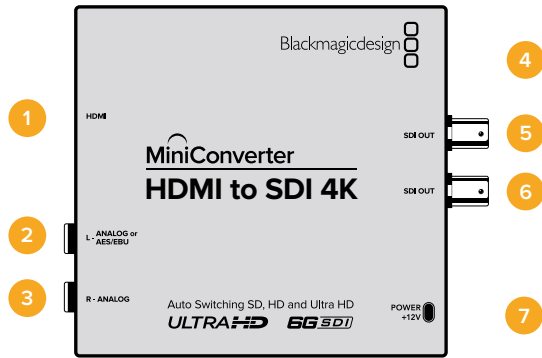 Blackmagicdesign
4
1
HDMI
SDI OUT
5
MiniConverter
HDMI to SDI 4K
SDI OUT
6
2
L - ANALOG or
AES/EBU
3
R - ANALOG
Auto Switching SD, HD and Ultra HD
ULTRA HD 6G SDI
POWER
+12V
7